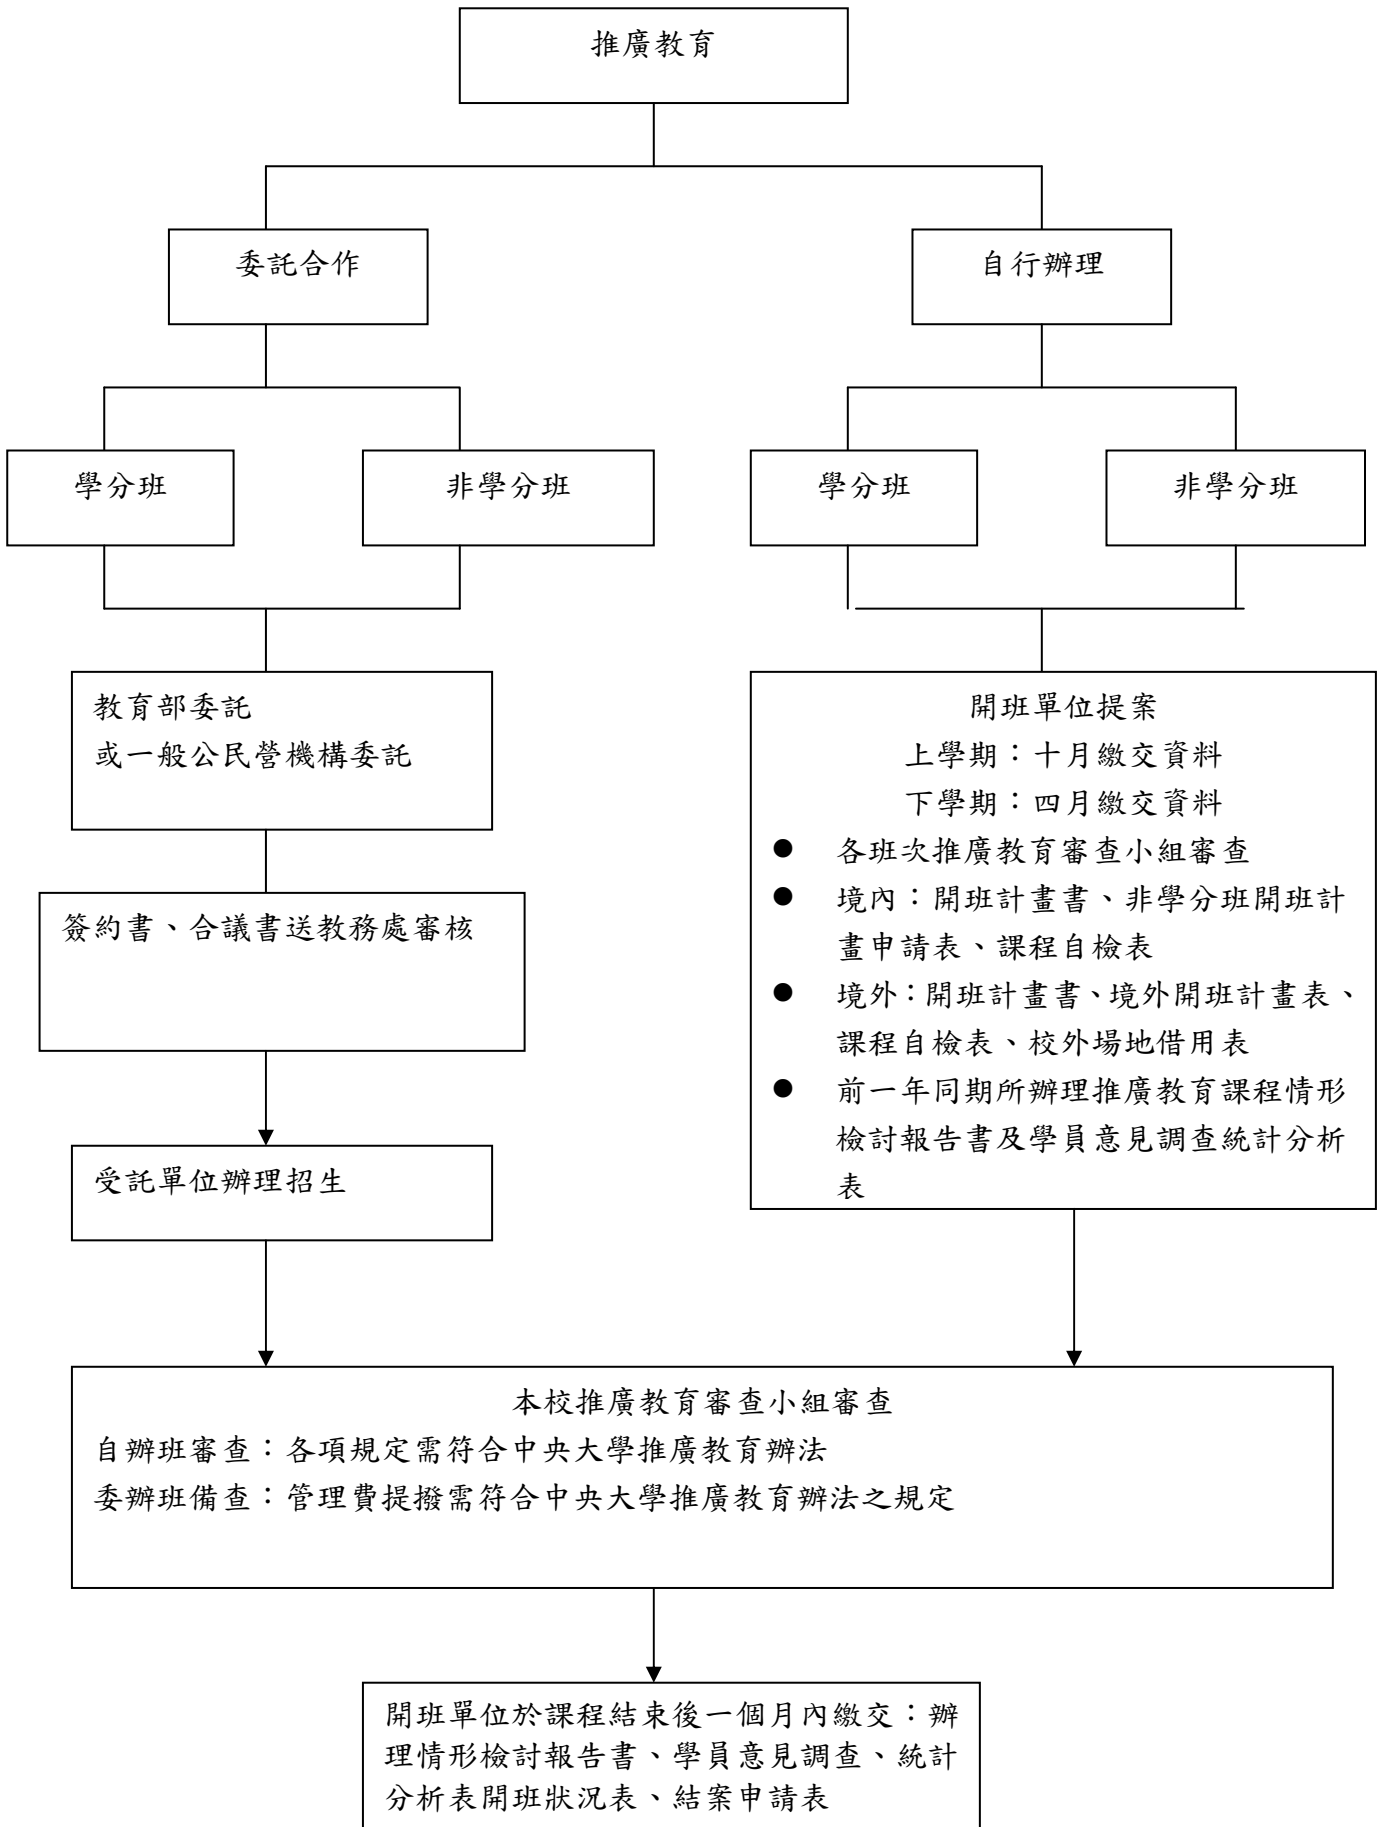 推廣教育
委託合作
自行辦理
學分班
非學分班
學分班
非學分班
教育部委託
或一般公民營機構委託
簽約書、合議書送教務處審核
受託單位辦理招生
開班單位提案
上學期：十月繳交資料
下學期：四月繳交資料
● 各班次推廣教育審查小組審查
● 境內：開班計畫書、非學分班開班計
畫申請表、課程自檢表
● 境外：開班計畫書、境外開班計畫表、
課程自檢表、校外場地借用表
● 前一年同期所辦理推廣教育課程情形
檢討報告書及學員意見調查統計分析
表
本校推廣教育審查小組審查
自辦班審查：各項規定需符合中央大學推廣教育辦法
委辦班備查：管理費提撥需符合中央大學推廣教育辦法之規定
開班單位於課程結束後一個月內繳交：辦
理情形檢討報告書、學員意見調查、統計
分析表開班狀況表、結案申請表